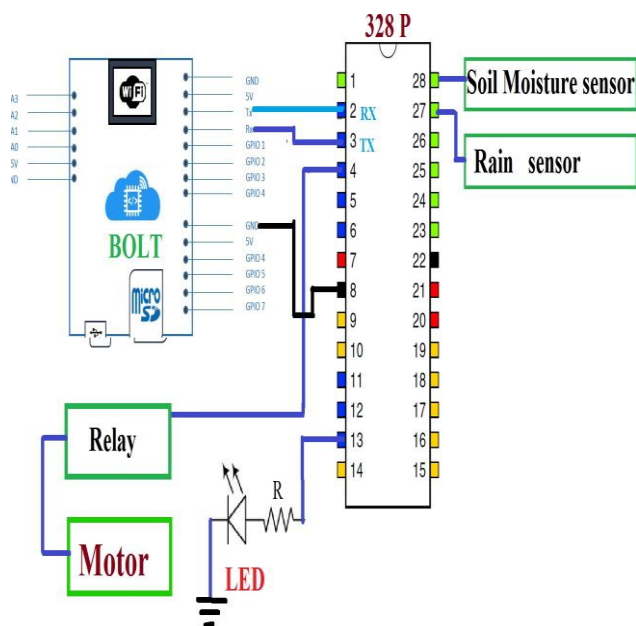 328 P
WiFi
GND
5V
Tx
Rx
GPIO 1
GPIO 2
GPIO 3
GPIO 4
GND
5V
GPIO 4
GPIO 5
GPIO 6
GPIO 7
A3
A2
A1
A0
5V
ND
BOLT
micro
SD
1
2
3
4
5
6
7
8
9
10
11
12
13
14
28
27
26
25
24
23
22
21
20
19
18
17
16
15
RX
TX
Soil Moisture sensor
Rain sensor
Relay
Motor
R
LED